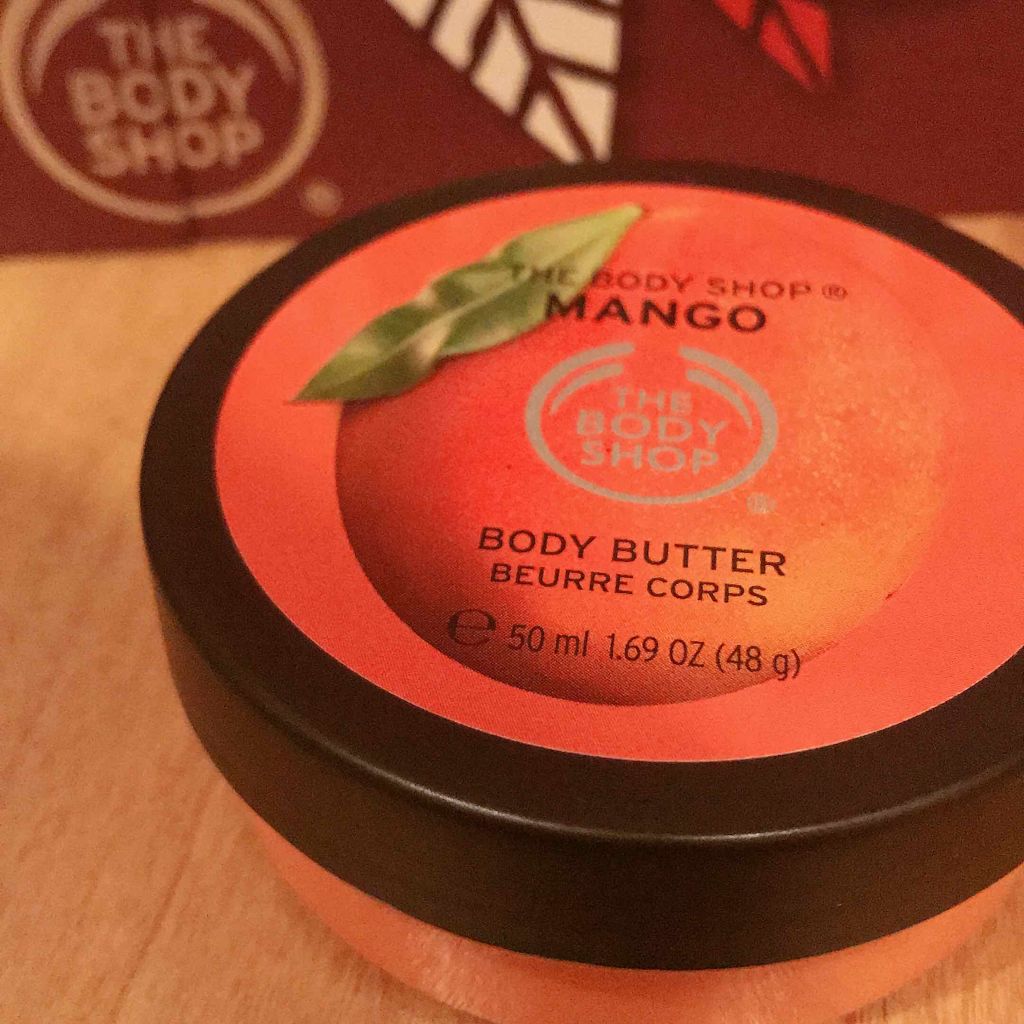 THE
BODY
SHOP
®
THE BODY SHOP ®
MANGO
THE
BODY
SHOP
®
BODY BUTTER
BEURRE CORPS
℮ 50 ml 1.69 OZ (48 g)